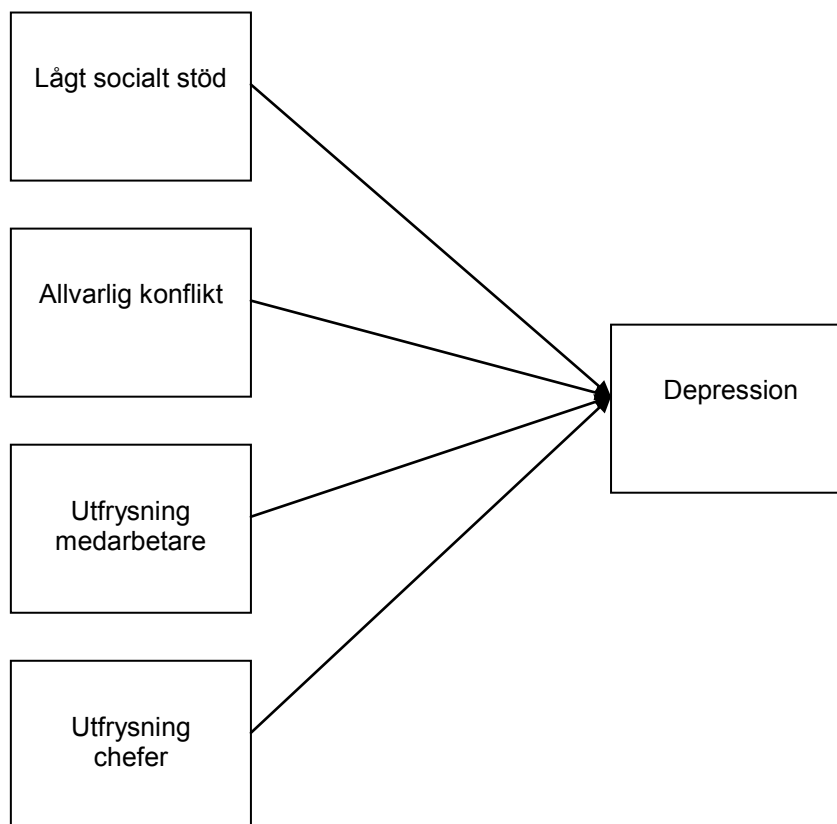 Lågt socialt stöd
Allvarlig konflikt
Depression
Utfrysning
medarbetare
Utfrysning
chefer